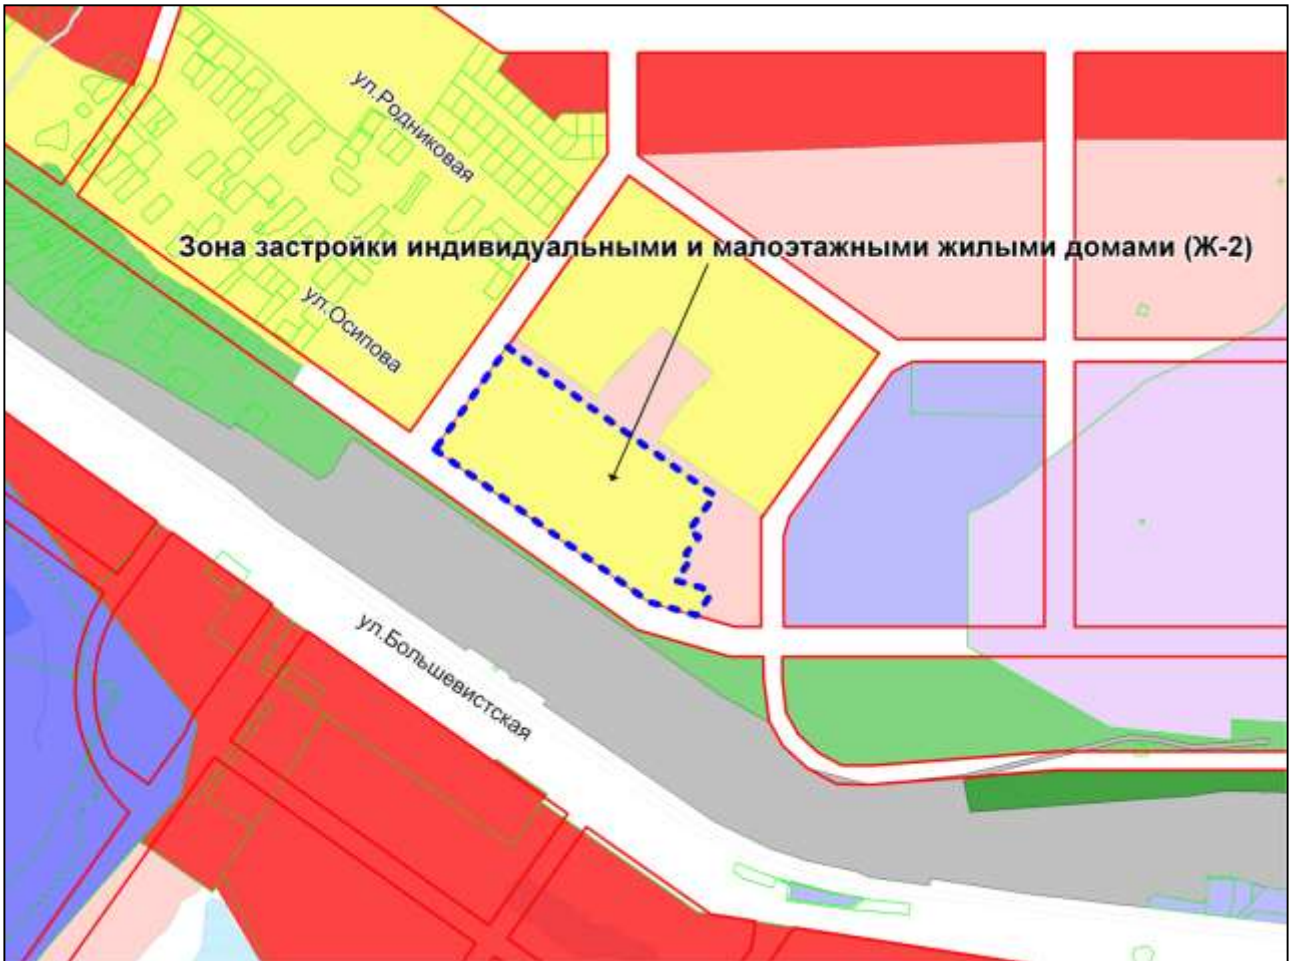 ул.Родниковая
Зона застройки индивидуальными и малоэтажными жилыми домами (Ж-2)
ул.Осипова
ул.Большевистская